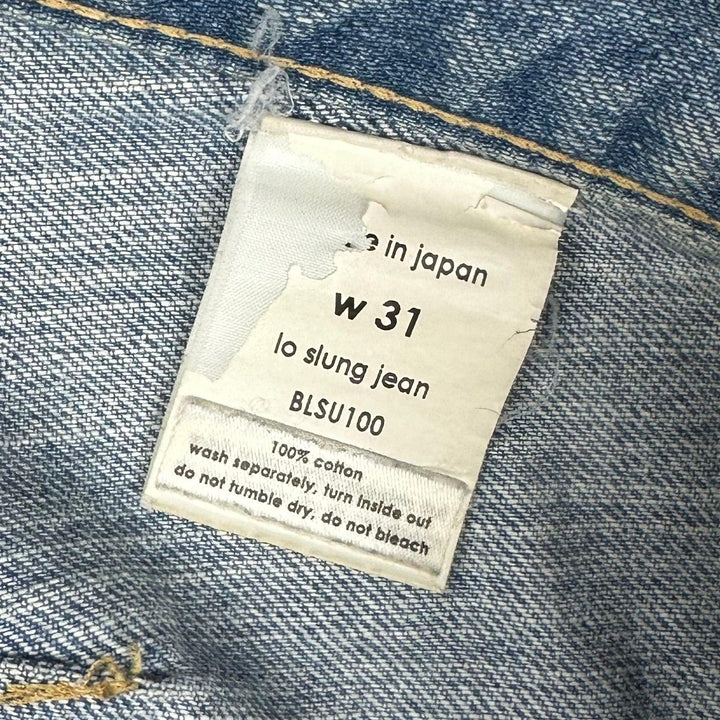 in japan
w 31
lo slung jean
BLSU100
100% cotton
wash separately, turn inside out
do not tumble dry, do not bleach